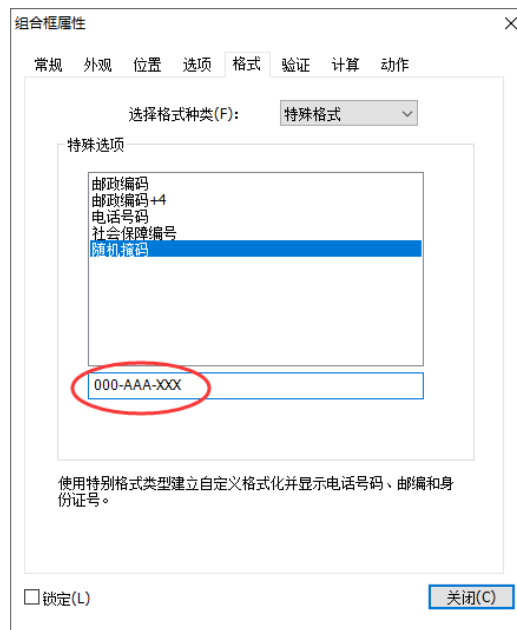 组合框属性
常规 外观 位置 选项 格式 验证 计算 动作
选择格式种类(F): 特殊格式
特殊选项
邮政编码
邮政编码+4
电话号码
社会保障编号
随机掩码
000-AAA-XXX
使用特别格式类型建立自定义格式化并显示电话号码、邮编和身
份证号。
锁定(L) 关闭(C)